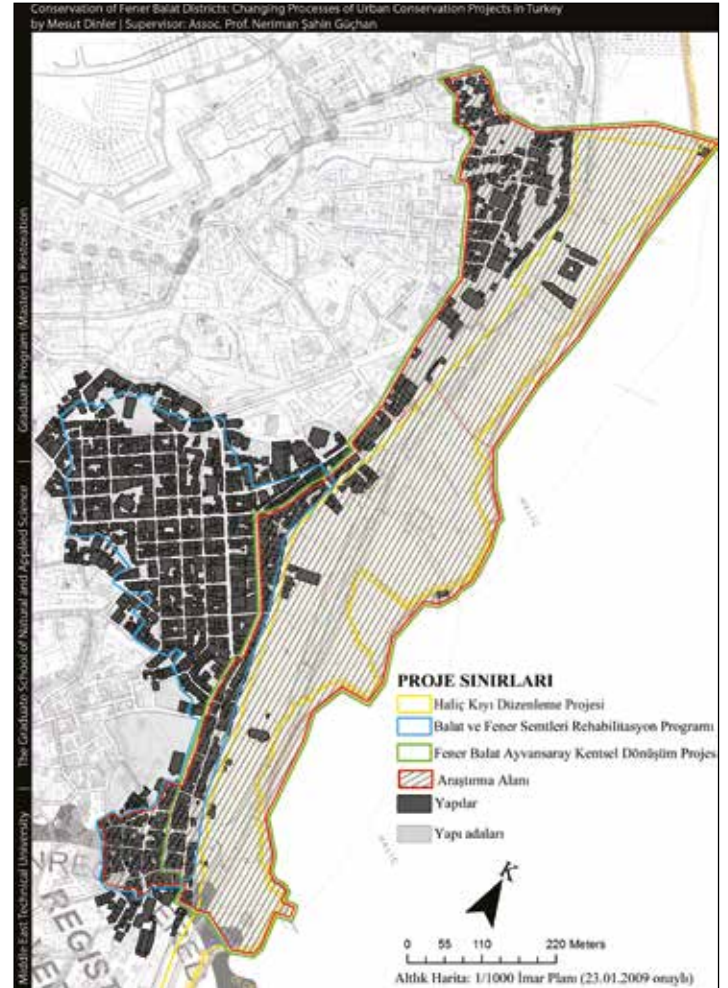 Conservation of Fener Balat Districts: Changing Processes of Urban Conservation Projects in Turkey
by Mesut Dinler | Supervisor: Assoc. Prof. Neriman Şahin Güçhan
Middle East Technical University | The Graduate School of Natural and Applied Science | Graduate Program (Master) in Restoration
HALİÇ
HALİÇ
PROJE SINIRLARI
Haliç Kıyı Düzenleme Projesi
Balat ve Fener Semtleri Rehabilitasyon Programı
Fener Balat Ayvansaray Kentsel Dönüşüm Projes
Araştırma Alanı
Yapılar
Yapı adaları
K
0 55 110 220 Meters
Altlık Harita: 1/1000 İmar Planı (23.01.2009 onaylı)